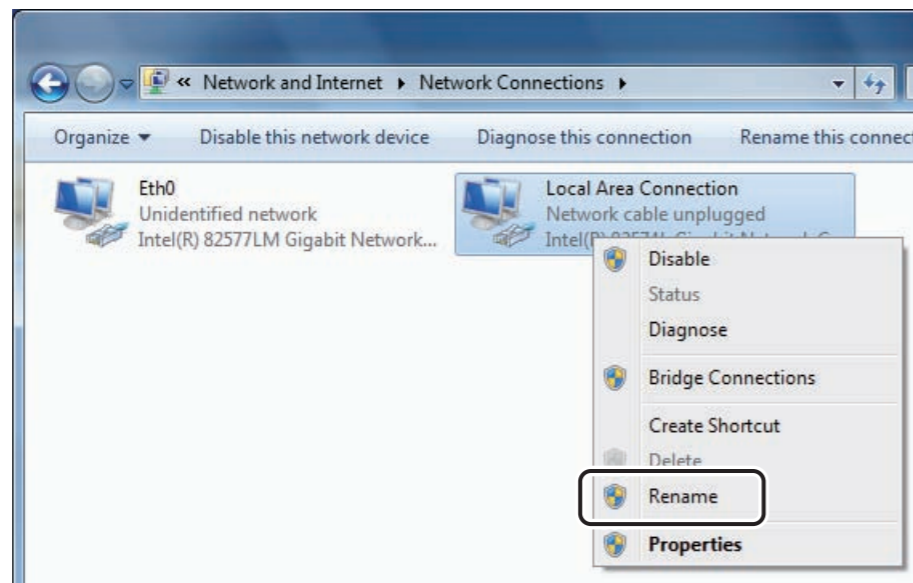 « Network and Internet ▸ Network Connections ▸
Organize ▾ Disable this network device Diagnose this connection Rename this connec
Eth0
Unidentified network
Intel(R) 82577LM Gigabit Network...
Local Area Connection
Network cable unplugged
Disable
Status
Diagnose
Bridge Connections
Create Shortcut
Delete
Rename
Properties